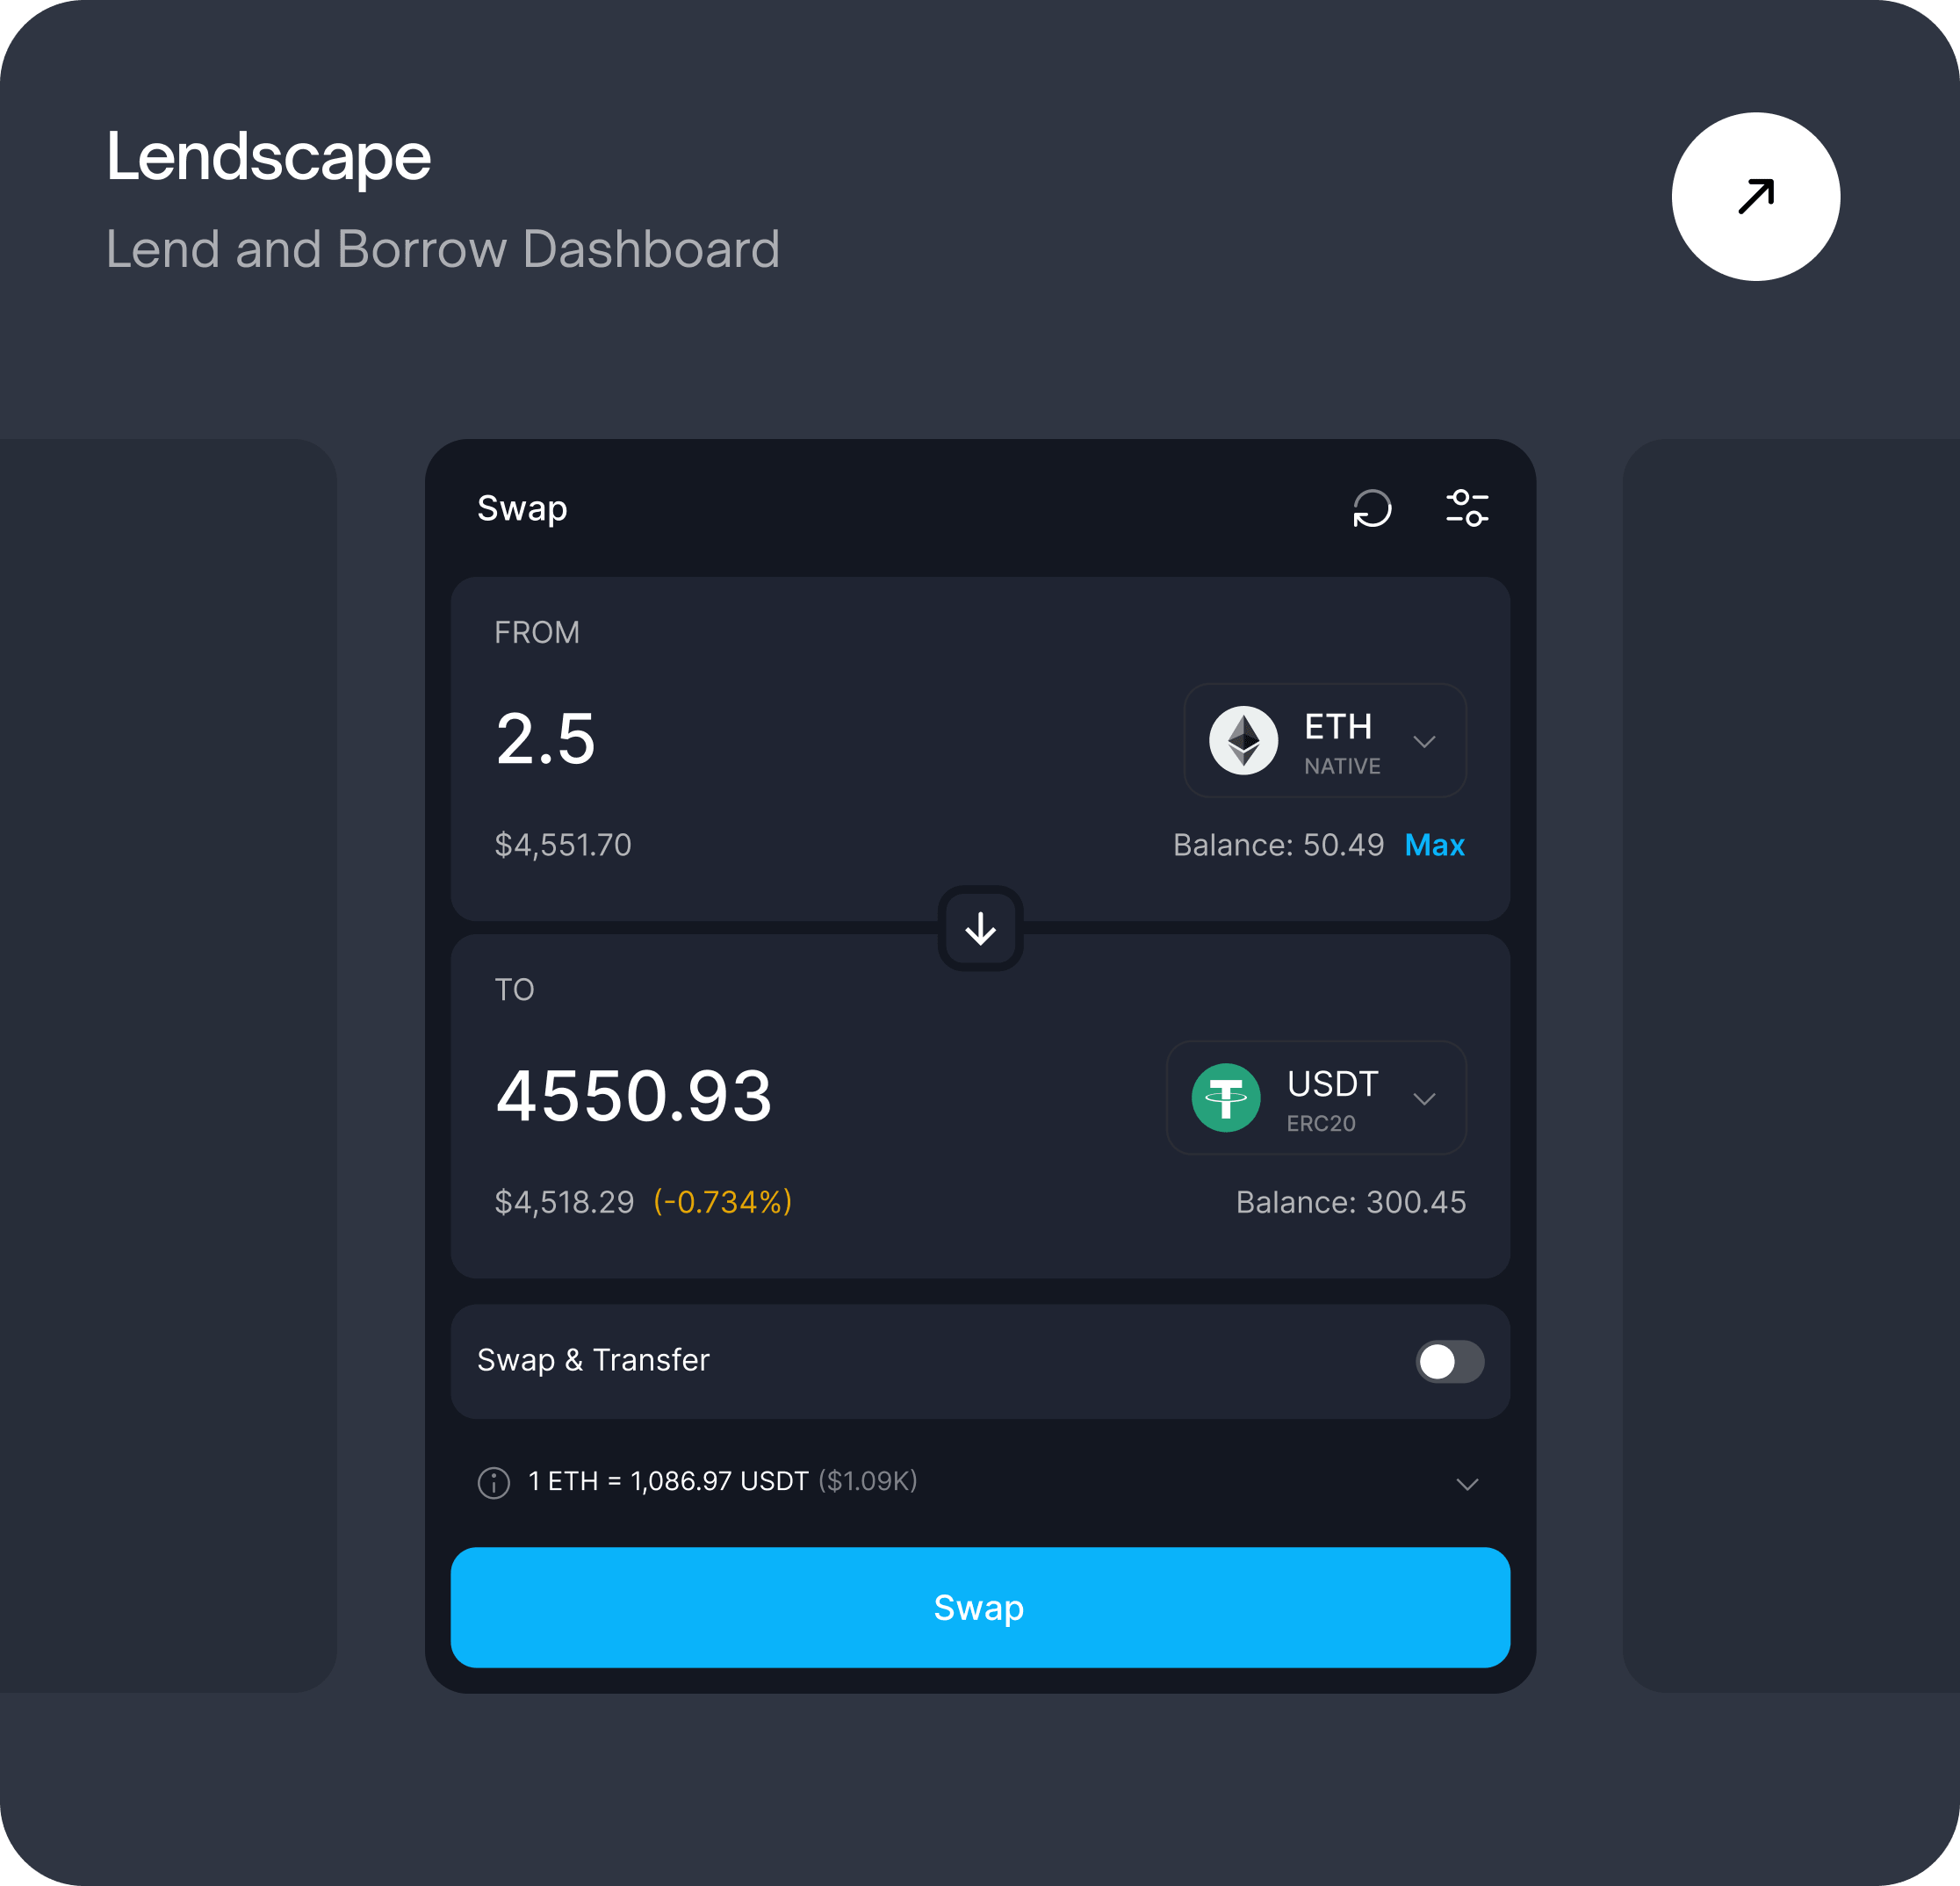 Lendscape
Lend and Borrow Dashboard
Swap
FROM
2.5
ETH
NATIVE
$4,551.70
Balance: 50.49 Max
TO
4550.93
USDT
ERC20
$4,518.29 (-0.734%)
Balance: 300.45
Swap & Transfer
1 ETH = 1,086.97 USDT ($1.09K)
Swap